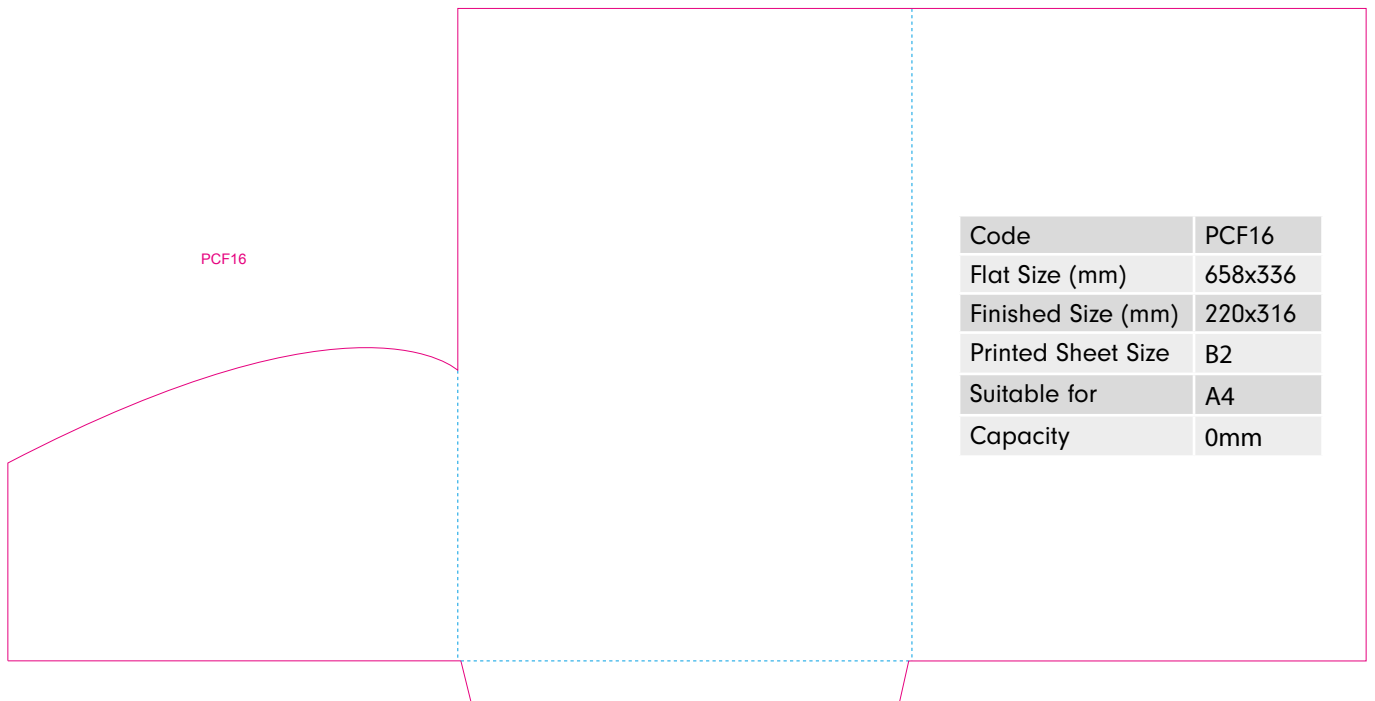 PCF16
Code PCF16
Flat Size (mm) 658x336
Finished Size (mm) 220x316
Printed Sheet Size B2
Suitable for A4
Capacity 0mm